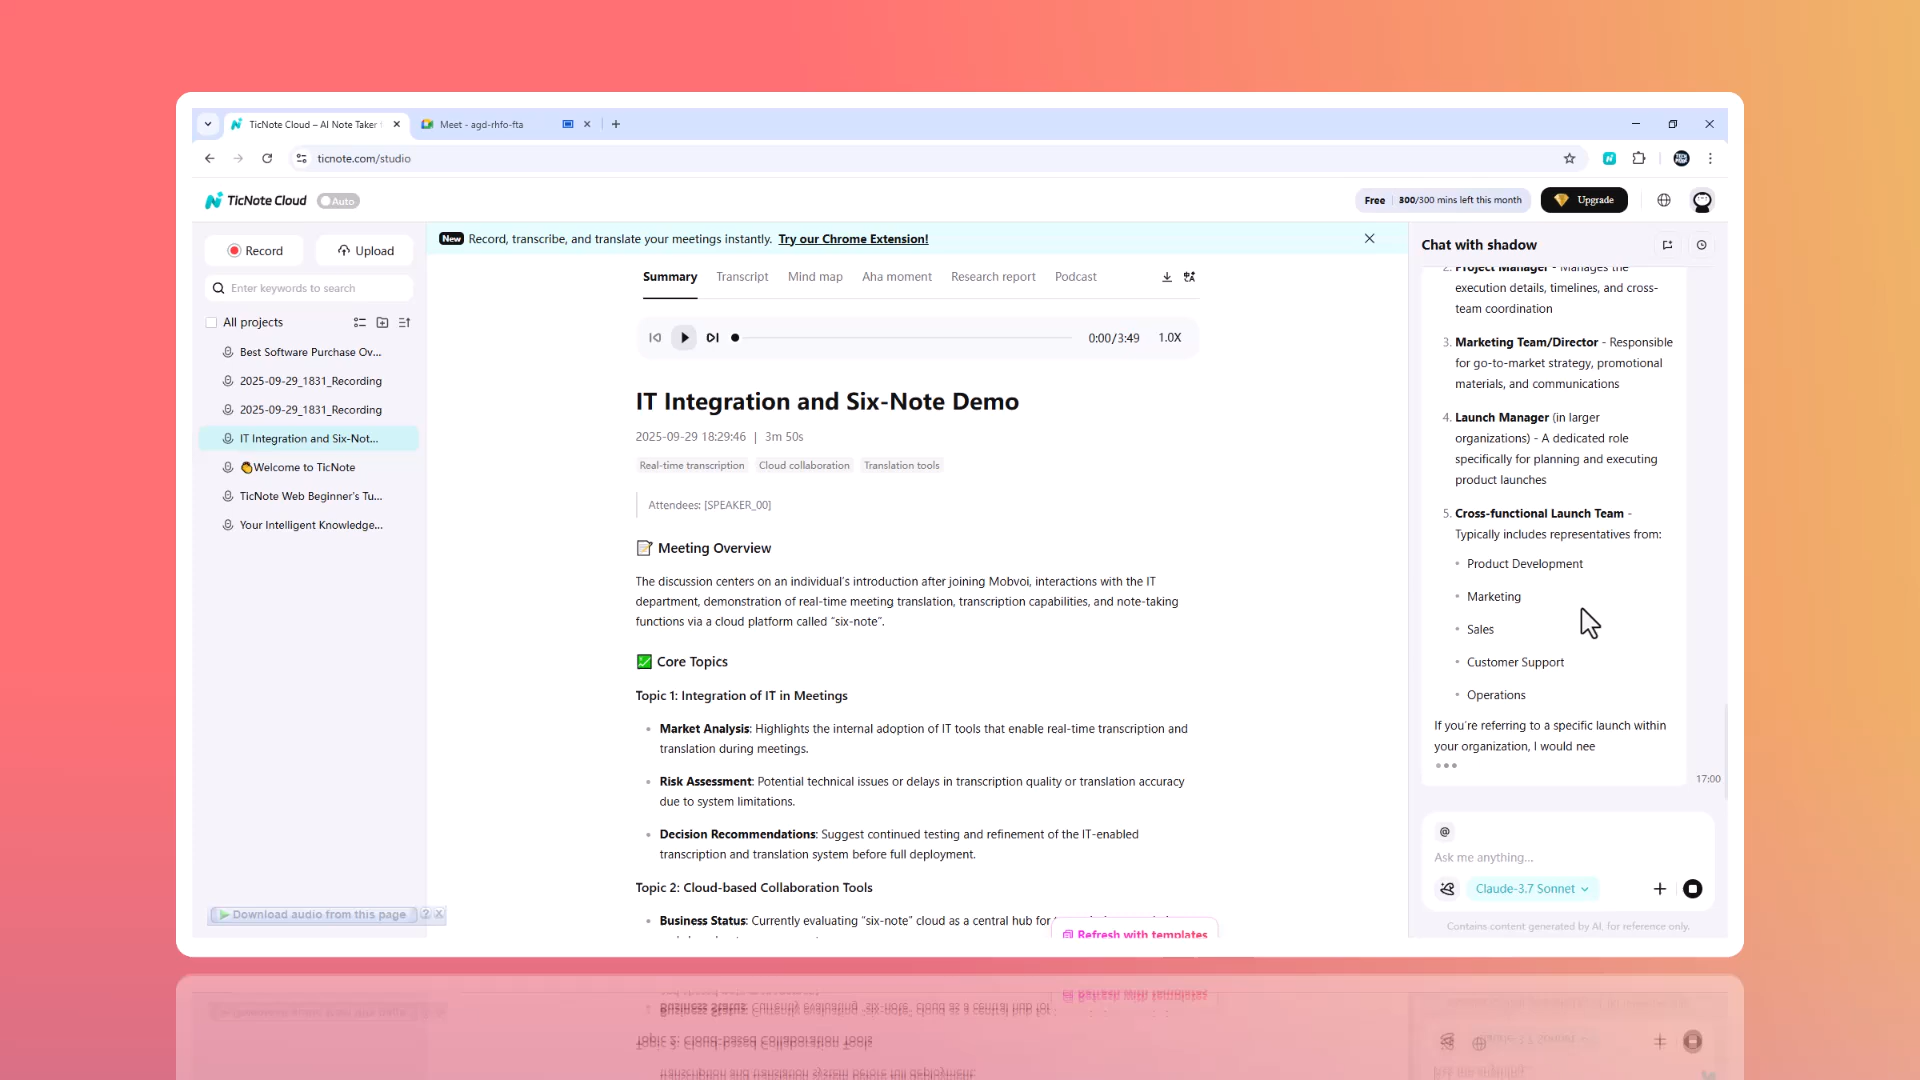 TicNote Cloud – AI Note Taker
Meet - agd-rhfo-fta
ticnote.com/studio
TicNote Cloud
Auto
Free
300/300 mins left this month
Upgrade
Record
Upload
Enter keywords to search
All projects
Best Software Purchase Ov...
2025-09-29_1831_Recording
2025-09-29_1831_Recording
IT Integration and Six-Not...
Welcome to TicNote
TicNote Web Beginner's Tu...
Your Intelligent Knowledge...
Download audio from this page
? X
New Record, transcribe, and translate your meetings instantly. Try our Chrome Extension!
Summary
Transcript
Mind map
Aha moment
Research report
Podcast
0:00/3:49
1.0X
IT Integration and Six-Note Demo
2025-09-29 18:29:46 | 3m 50s
Real-time transcription
Cloud collaboration
Translation tools
Attendees: [SPEAKER_00]
Meeting Overview
The discussion centers on an individual's introduction after joining Mobvoi, interactions with the IT
department, demonstration of real-time meeting translation, transcription capabilities, and note-taking
functions via a cloud platform called "six-note".
Core Topics
Topic 1: Integration of IT in Meetings
Market Analysis: Highlights the internal adoption of IT tools that enable real-time transcription and
translation during meetings.
Risk Assessment: Potential technical issues or delays in transcription quality or translation accuracy
due to system limitations.
Decision Recommendations: Suggest continued testing and refinement of the IT-enabled
transcription and translation system before full deployment.
Topic 2: Cloud-based Collaboration Tools
Business Status: Currently evaluating "six-note" cloud as a central hub for
Refresh with templates
Chat with shadow
2. Project Manager - Manages the
execution details, timelines, and cross-
team coordination
3. Marketing Team/Director - Responsible
for go-to-market strategy, promotional
materials, and communications
4. Launch Manager (in larger
organizations) - A dedicated role
specifically for planning and executing
product launches
5. Cross-functional Launch Team -
Typically includes representatives from:
Product Development
Marketing
Sales
Customer Support
Operations
If you're referring to a specific launch within
your organization, I would nee
17:00
@
Ask me anything...
Claude-3.7 Sonnet
Contains content generated by AI, for reference only.